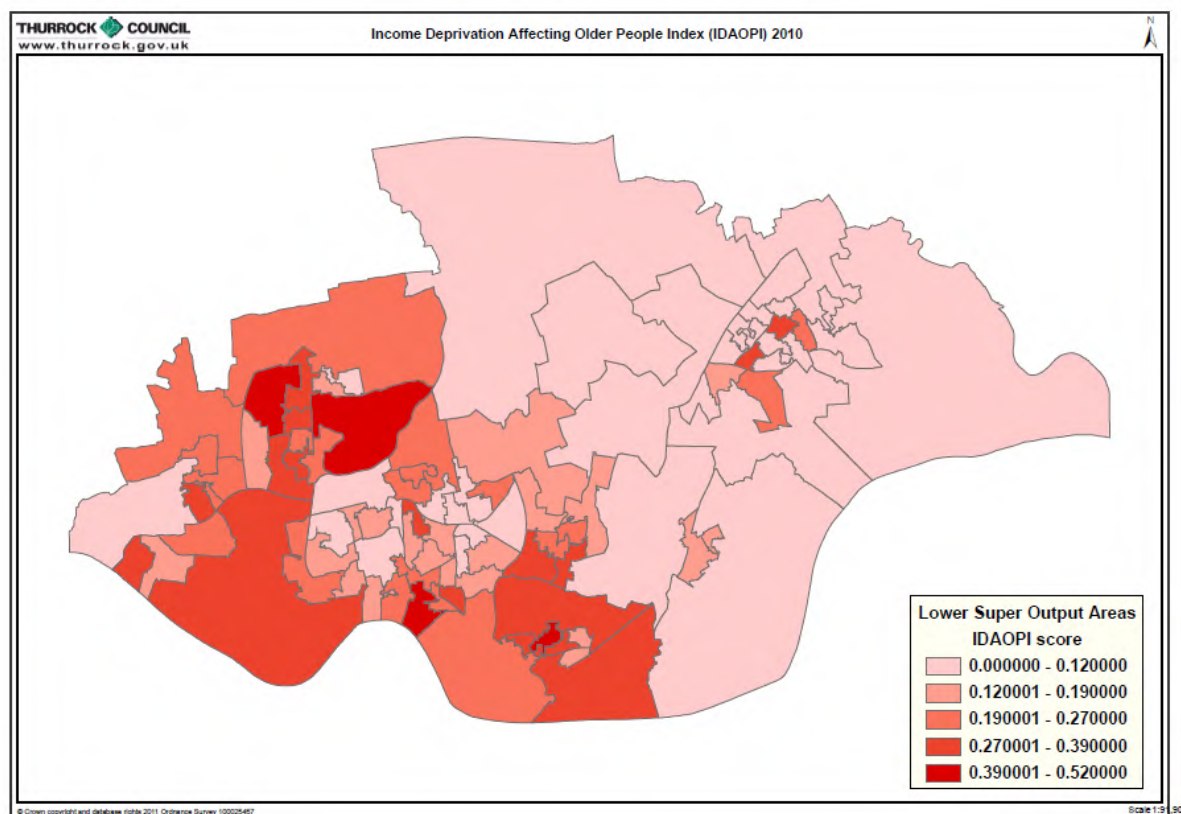 THURROCK COUNCIL
www.thurrock.gov.uk
Income Deprivation Affecting Older People Index (IDAOPI) 2010
N
Lower Super Output Areas
IDAOPI score
0.000000 - 0.120000
0.120001 - 0.190000
0.190001 - 0.270000
0.270001 - 0.390000
0.390001 - 0.520000
© Crown copyright and database rights 2011 Ordnance Survey 100025457
Scale